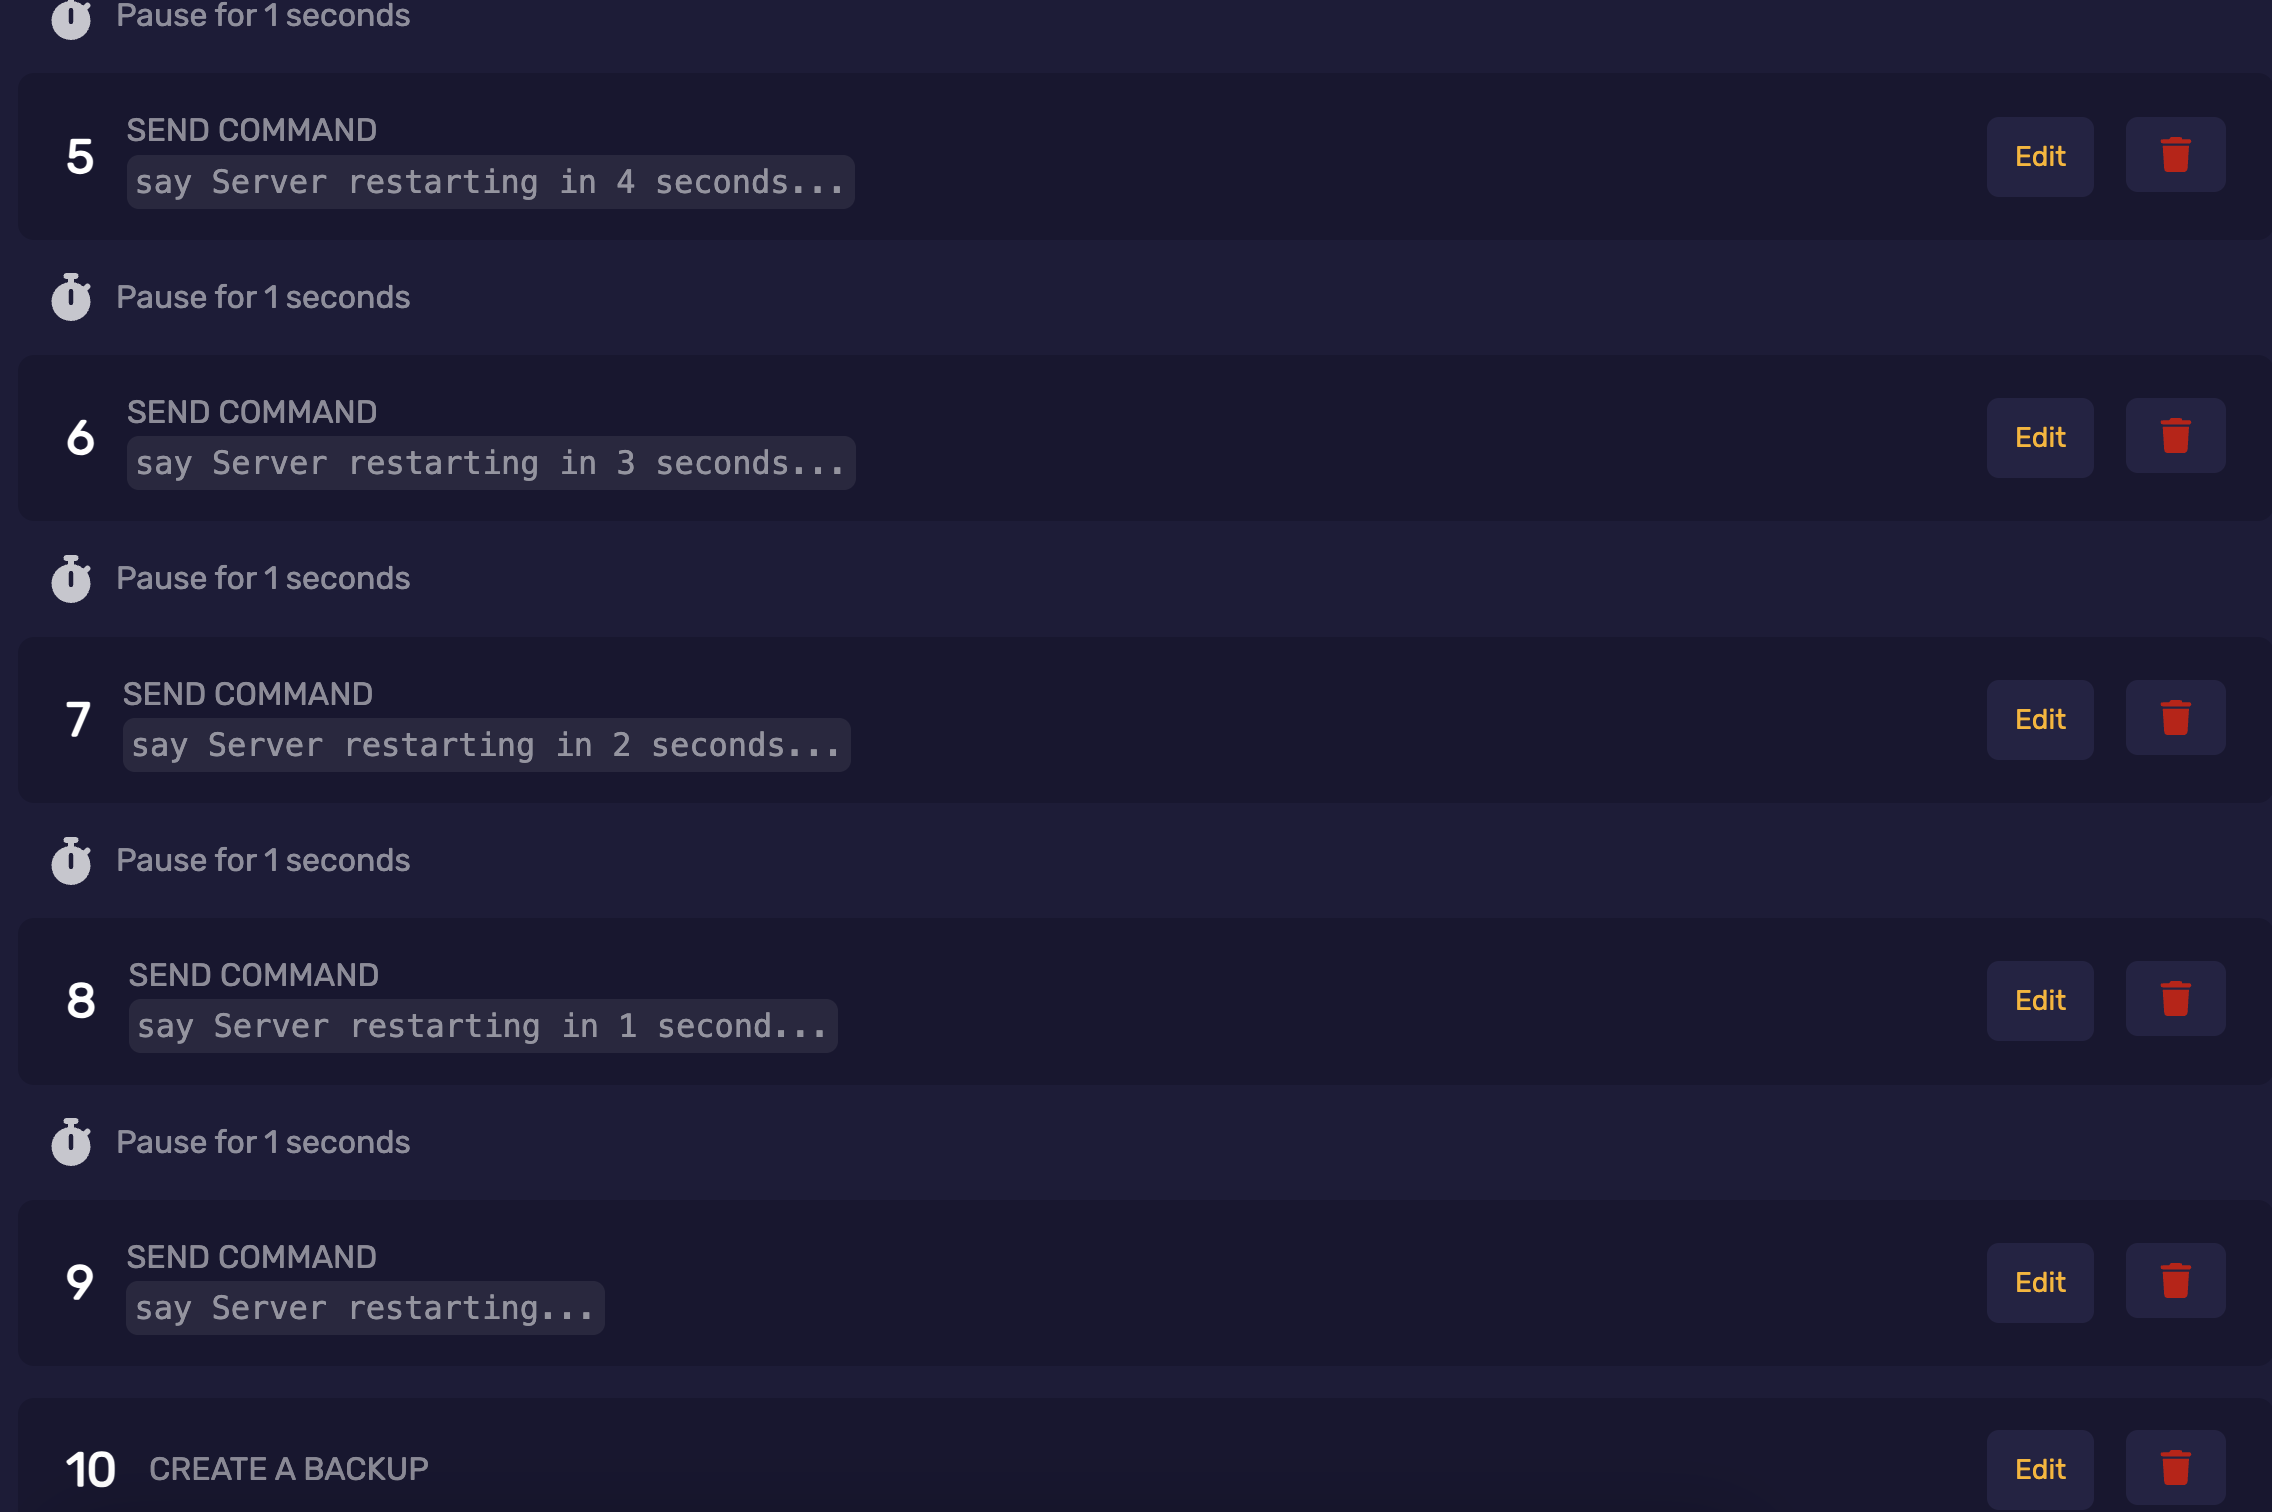 Pause for 1 seconds
5
SEND COMMAND
Edit
say Server restarting in 4 seconds...
Pause for 1 seconds
6
SEND COMMAND
Edit
say Server restarting in 3 seconds...
Pause for 1 seconds
7
SEND COMMAND
Edit
say Server restarting in 2 seconds...
Pause for 1 seconds
8
SEND COMMAND
Edit
say Server restarting in 1 second...
Pause for 1 seconds
9
SEND COMMAND
Edit
say Server restarting...
10
CREATE A BACKUP
Edit